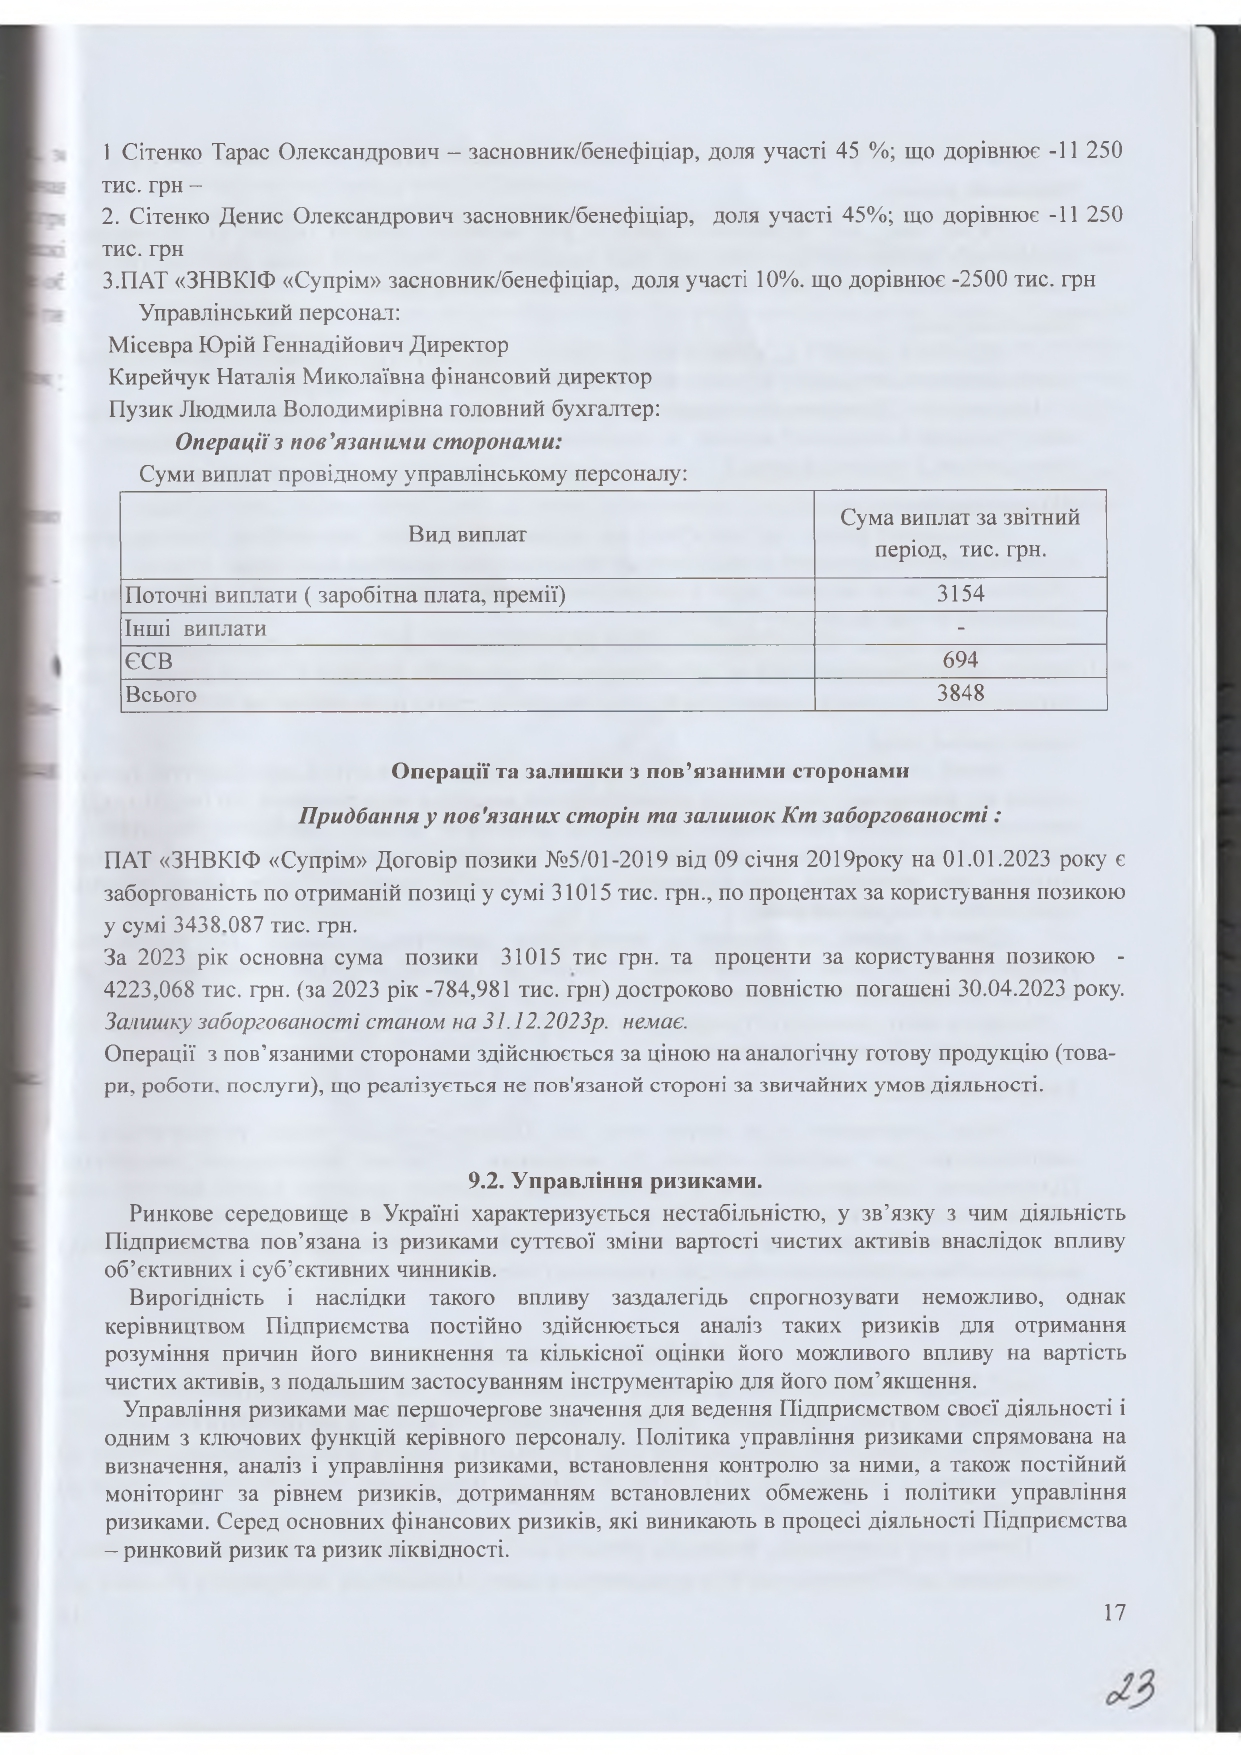 1 Сітенко Тарас Олександрович – засновник/бенефіціар, доля участі 45 %; що дорівнює -11 250
тис. грн –
2. Сітенко Денис Олександрович засновник/бенефіціар, доля участі 45%; що дорівнює -11 250
тис. грн
3.ПАТ «ЗНВКІФ «Супрім» засновник/бенефіціар, доля участі 10%. що дорівнює -2500 тис. грн
Управлінський персонал:
Місевра Юрій Геннадійович Директор
Кирейчук Наталія Миколаївна фінансовий директор
Пузик Людмила Володимирівна головний бухгалтер:
Операції з пов’язаними сторонами:
Суми виплат провідному управлінському персоналу:
Вид виплат
Сума виплат за звітний
період, тис. грн.
Поточні виплати ( заробітна плата, премії) 3154
Інші виплати -
ЄСВ 694
Всього 3848
Операції та залишки з пов’язаними сторонами
Придбання у пов'язаних сторін та залишок Кт заборгованості :
ПАТ «ЗНВКІФ «Супрім» Договір позики №5/01-2019 від 09 січня 2019року на 01.01.2023 року є
заборгованість по отриманій позиці у сумі 31015 тис. грн., по процентах за користування позикою
у сумі 3438,087 тис. грн.
За 2023 рік основна сума позики 31015 тис грн. та проценти за користування позикою -
4223,068 тис. грн. (за 2023 рік -784,981 тис. грн) достроково повністю погашені 30.04.2023 року.
Залишку заборгованості станом на 31.12.2023р. немає.
Операції з пов’язаними сторонами здійснюється за ціною на аналогічну готову продукцію (това-
ри, роботи, послуги), що реалізується не пов'язаной стороні за звичайних умов діяльності.
9.2. Управління ризиками.
Ринкове середовище в Україні характеризується нестабільністю, у зв’язку з чим діяльність
Підприємства пов’язана із ризиками суттєвої зміни вартості чистих активів внаслідок впливу
об’єктивних і суб’єктивних чинників.
Вирогідність і наслідки такого впливу заздалегідь спрогнозувати неможливо, однак
керівництвом Підприємства постійно здійснюється аналіз таких ризиків для отримання
розуміння причин його виникнення та кількісної оцінки його можливого впливу на вартість
чистих активів, з подальшим застосуванням інструментарію для його пом’якшення.
Управління ризиками має першочергове значення для ведення Підприємством своєї діяльності і
одним з ключових функцій керівного персоналу. Політика управління ризиками спрямована на
визначення, аналіз і управління ризиками, встановлення контролю за ними, а також постійний
моніторинг за рівнем ризиків, дотриманням встановлених обмежень і політики управління
ризиками. Серед основних фінансових ризиків, які виникають в процесі діяльності Підприємства
– ринковий ризик та ризик ліквідності.
17
23